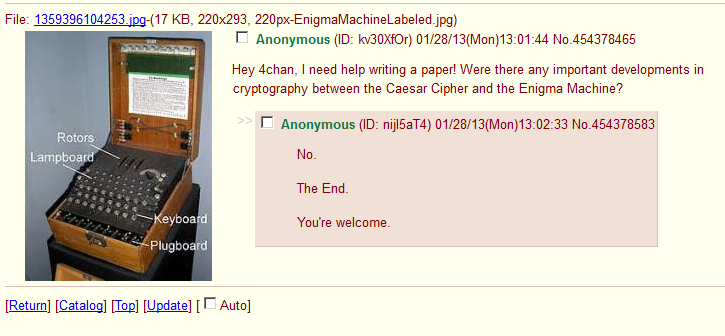 File: 1359396104253.jpg-(17 KB, 220x293, 220px-EnigmaMachineLabeled.jpg)
Anonymous (ID: kv30XfOr) 01/28/13(Mon)13:01:44 No.454378465
Hey 4chan, I need help writing a paper! Were there any important developments in
cryptography between the Caesar Cipher and the Enigma Machine?
Rotors
Lampboard
Keyboard
Plugboard
>> Anonymous (ID: nijl5aT4) 01/28/13(Mon)13:02:33 No.454378583
No.
The End.
You're welcome.
[Return] [Catalog] [Top] [Update] [ Auto]